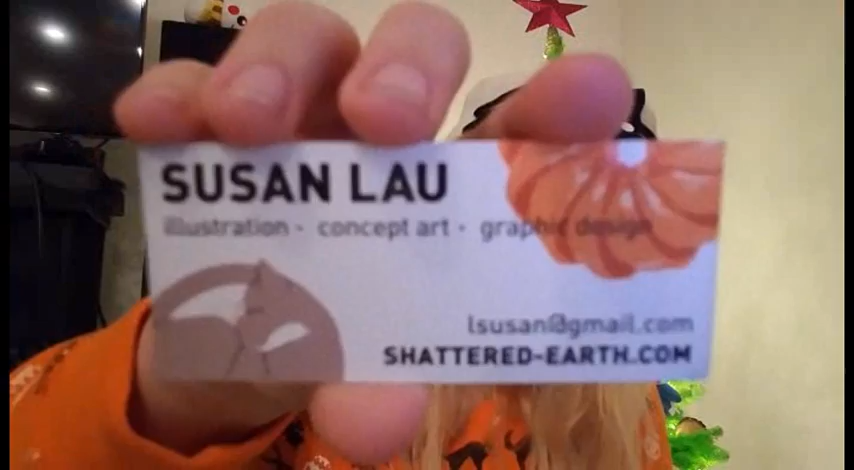 SUSAN LAU
illustration · concept art · graphic design
lsusan@gmail.com
SHATTERED-EARTH.COM